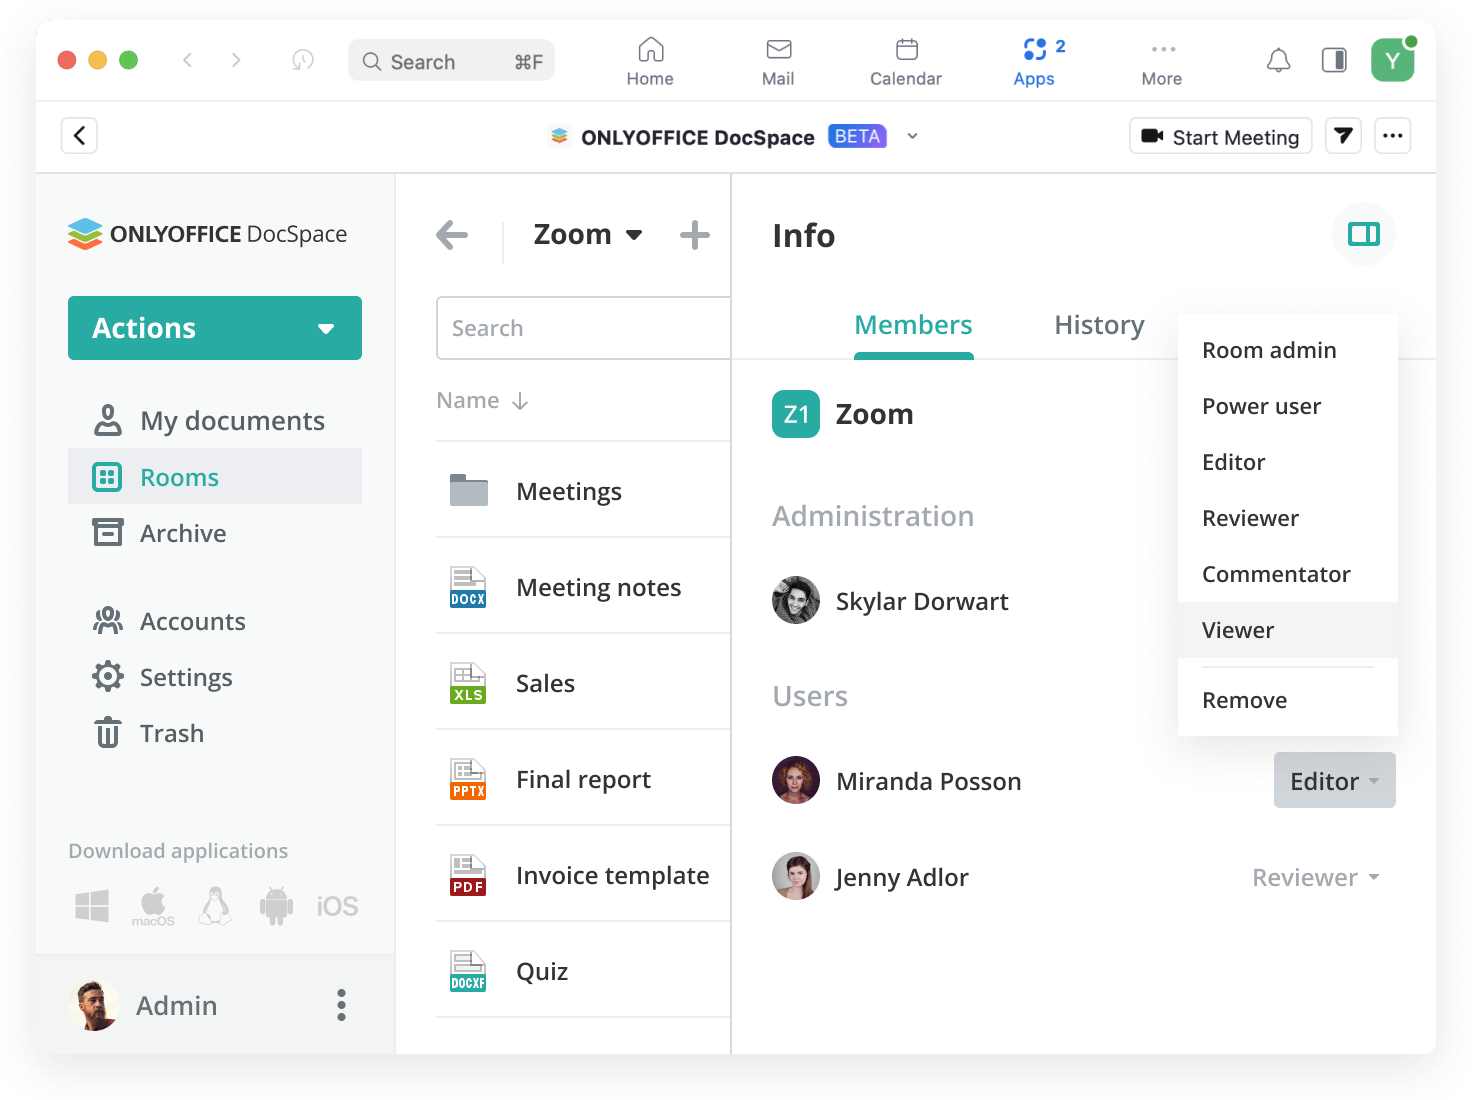 Search ⌘F
Home
Mail
Calendar
Apps 2
More
Y
ONLYOFFICE DocSpace BETA
Start Meeting
ONLYOFFICE DocSpace
Actions
My documents
Rooms
Archive
Accounts
Settings
Trash
Download applications
macOS
iOS
Admin
Zoom
Search
Name
Meetings
DOCX Meeting notes
XLS Sales
PPTX Final report
PDF Invoice template
DOCXF Quiz
Info
Members History
Z1 Zoom
Administration
Skylar Dorwart
Users
Miranda Posson Editor
Jenny Adlor Reviewer
Room admin
Power user
Editor
Reviewer
Commentator
Viewer
Remove